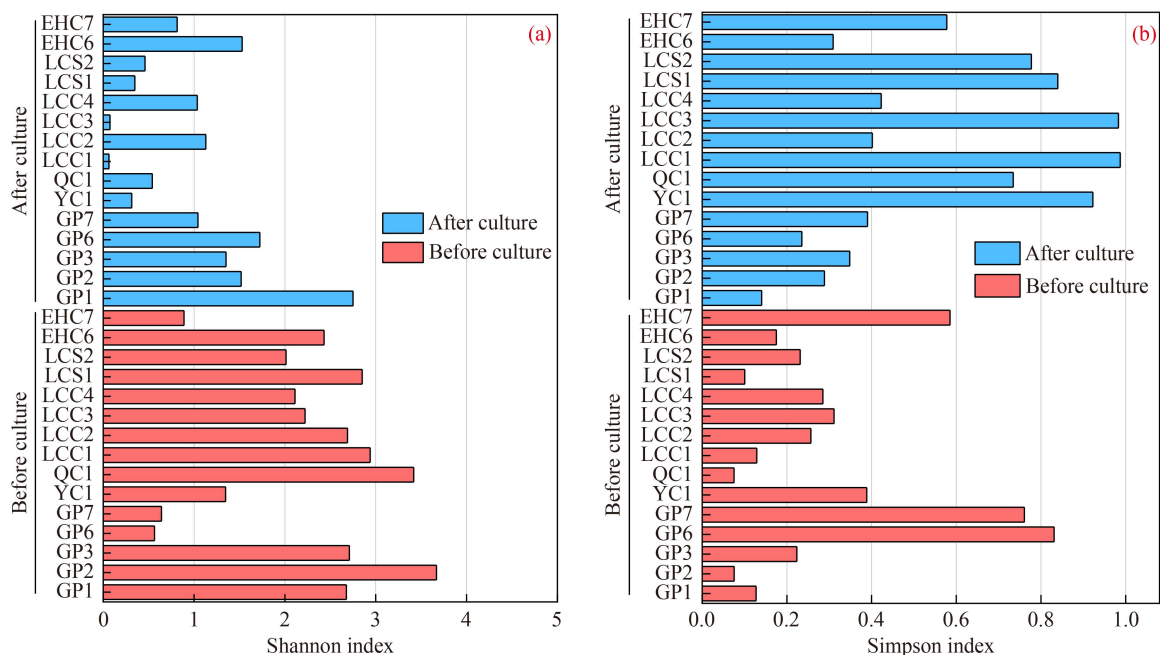 (a)
EHC7
EHC6
LCS2
LCS1
LCC4
LCC3
LCC2
LCC1
QC1
YC1
GP7
GP6
GP3
GP2
GP1
After culture
EHC7
EHC6
LCS2
LCS1
LCC4
LCC3
LCC2
LCC1
QC1
YC1
GP7
GP6
GP3
GP2
GP1
Before culture
After culture
Before culture
0 1 2 3 4 5
Shannon index
(b)
EHC7
EHC6
LCS2
LCS1
LCC4
LCC3
LCC2
LCC1
QC1
YC1
GP7
GP6
GP3
GP2
GP1
After culture
EHC7
EHC6
LCS2
LCS1
LCC4
LCC3
LCC2
LCC1
QC1
YC1
GP7
GP6
GP3
GP2
GP1
Before culture
After culture
Before culture
0.0 0.2 0.4 0.6 0.8 1.0
Simpson index